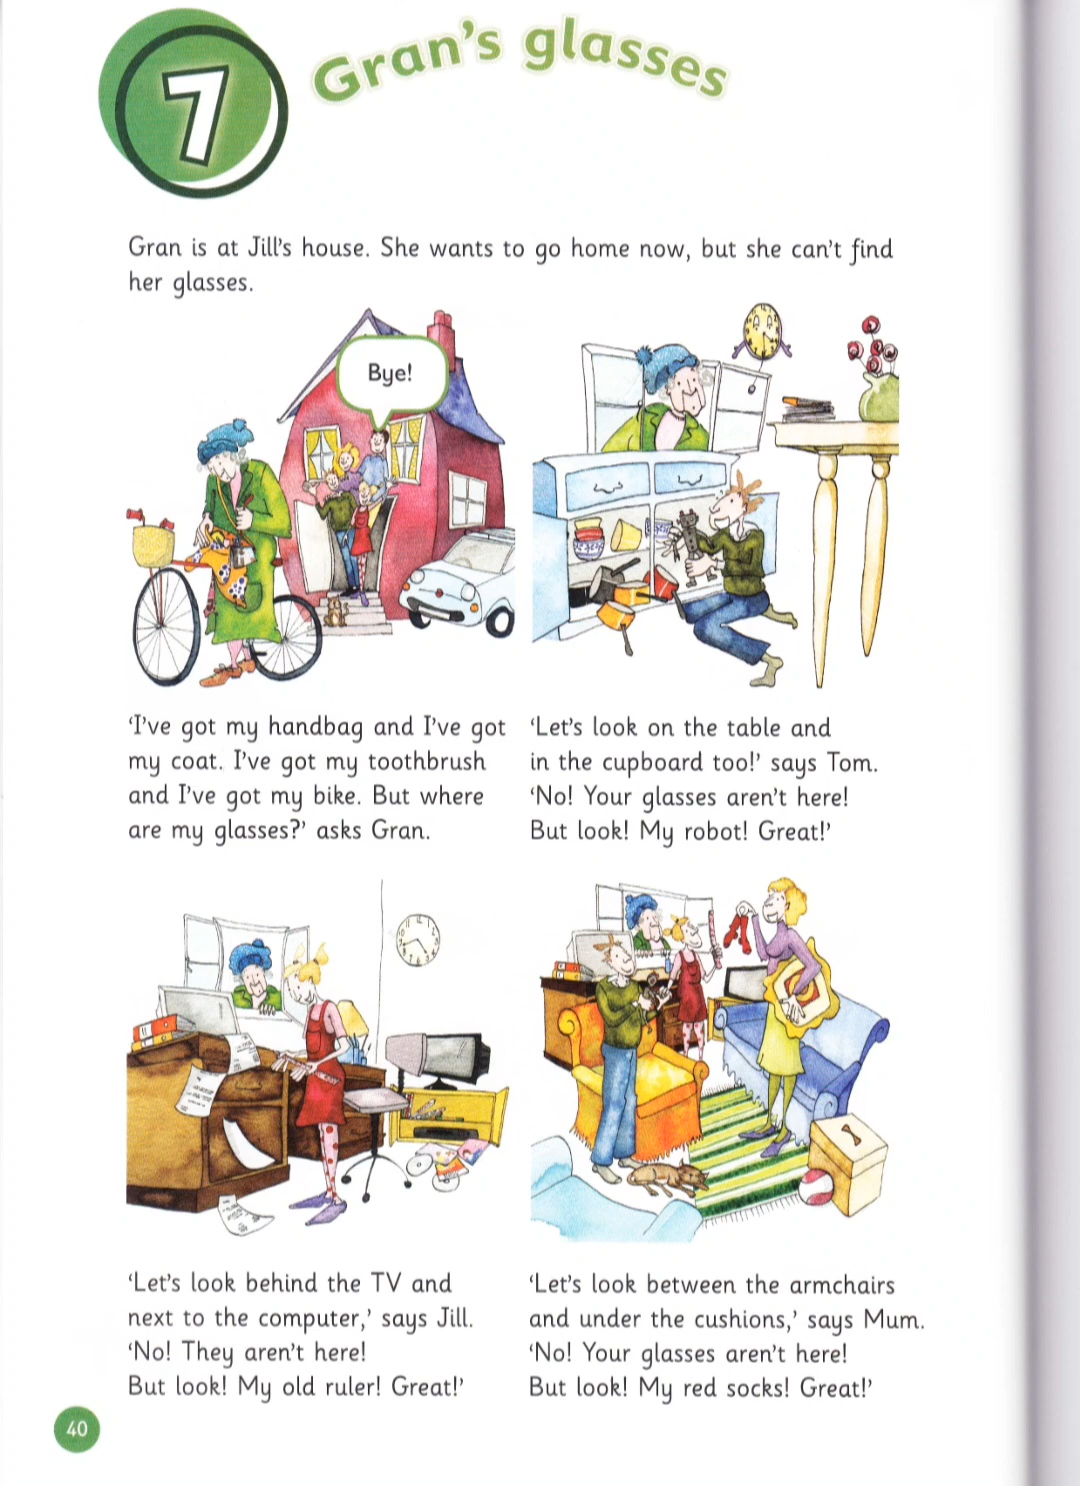 7
Gran's glasses
Gran is at Jill's house. She wants to go home now, but she can't find
her glasses.
Bye!
‘I've got my handbag and I've got
my coat. I've got my toothbrush
and I've got my bike. But where
are my glasses?’ asks Gran.
‘Let's look on the table and
in the cupboard too!’ says Tom.
‘No! Your glasses aren't here!
But look! My robot! Great!’
‘Let's look behind the TV and
next to the computer,’ says Jill.
‘No! They aren't here!
But look! My old ruler! Great!’
‘Let's look between the armchairs
and under the cushions,’ says Mum.
‘No! Your glasses aren't here!
But look! My red socks! Great!’
40